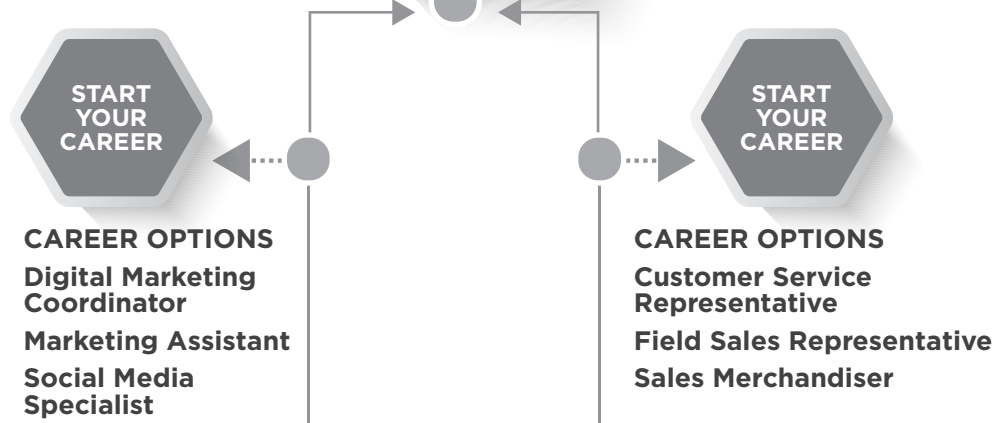 START
YOUR
CAREER
CAREER OPTIONS
Digital Marketing
Coordinator
Marketing Assistant
Social Media
Specialist
START
YOUR
CAREER
CAREER OPTIONS
Customer Service
Representative
Field Sales Representative
Sales Merchandiser